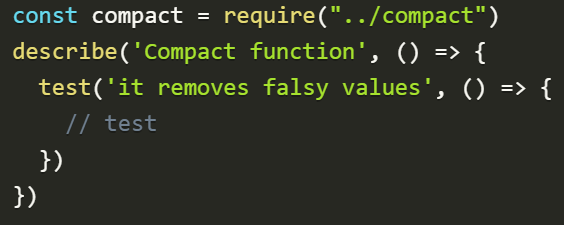 const compact = require("../compact")
describe('Compact function', () => {
  test('it removes falsy values', () => {
    // test
  })
})